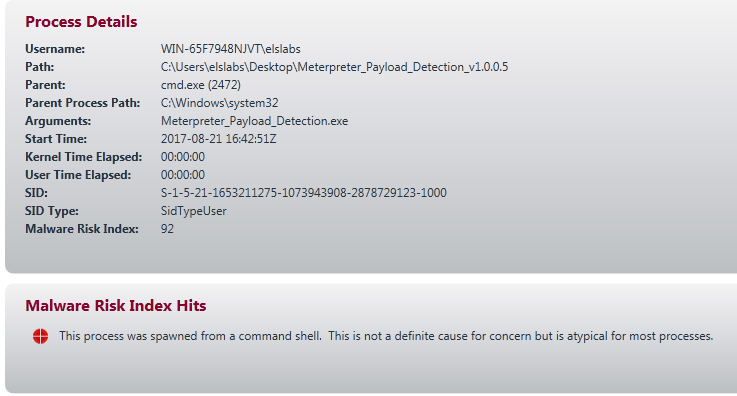 Process Details
Username: WIN-65F7948NJVT\elslabs
Path: C:\Users\elslabs\Desktop\Meterpreter_Payload_Detection_v1.0.0.5
Parent: cmd.exe (2472)
Parent Process Path: C:\Windows\system32
Arguments: Meterpreter_Payload_Detection.exe
Start Time: 2017-08-21 16:42:51Z
Kernel Time Elapsed: 00:00:00
User Time Elapsed: 00:00:00
SID: S-1-5-21-1653211275-1073943908-2878729123-1000
SID Type: SidTypeUser
Malware Risk Index: 92
Malware Risk Index Hits
This process was spawned from a command shell.  This is not a definite cause for concern but is atypical for most processes.